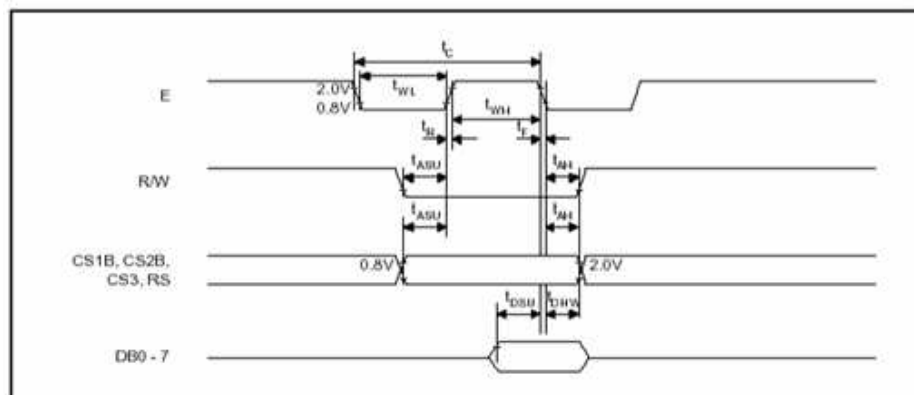 tC
E
2.0V
0.8V
tWL
tWH
tR
tF
R/W
tASU
tAH
tASU
tAH
CS1B, CS2B,
CS3, RS
0.8V
2.0V
tDSU
tDHW
DB0 - 7